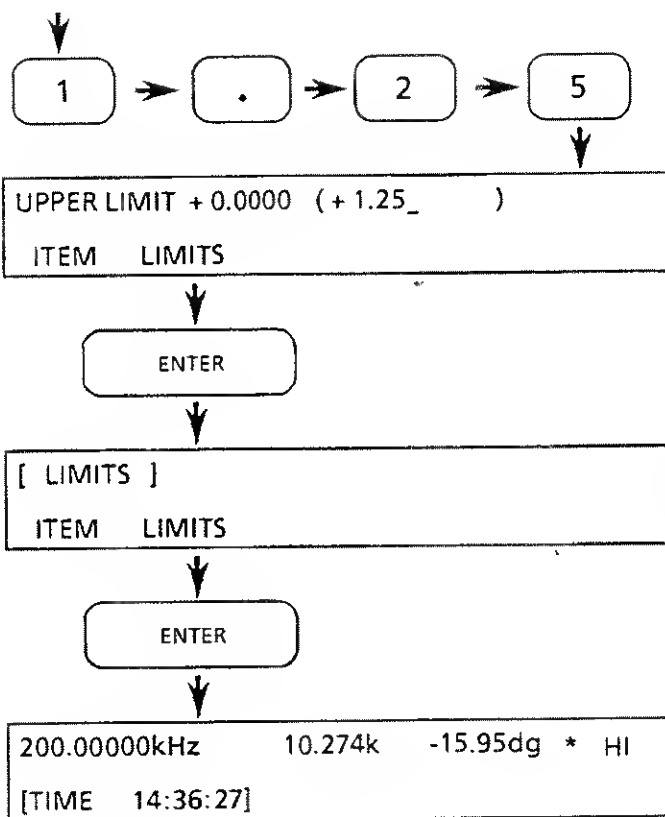 1 . 2 5
UPPER LIMIT + 0.0000 ( + 1.25_ )
ITEM LIMITS
ENTER
[ LIMITS ]
ITEM LIMITS
ENTER
200.00000kHz 10.274k -15.95dg * HI
[TIME 14:36:27]